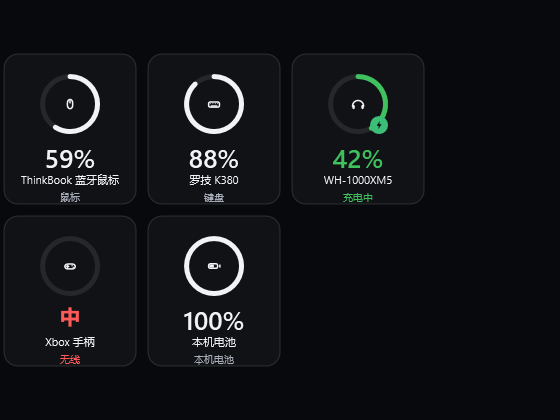 59%
ThinkBook 蓝牙鼠标
鼠标
88%
罗技 K380
键盘
42%
WH-1000XM5
充电中
中
Xbox 手柄
无线
100%
本机电池
本机电池